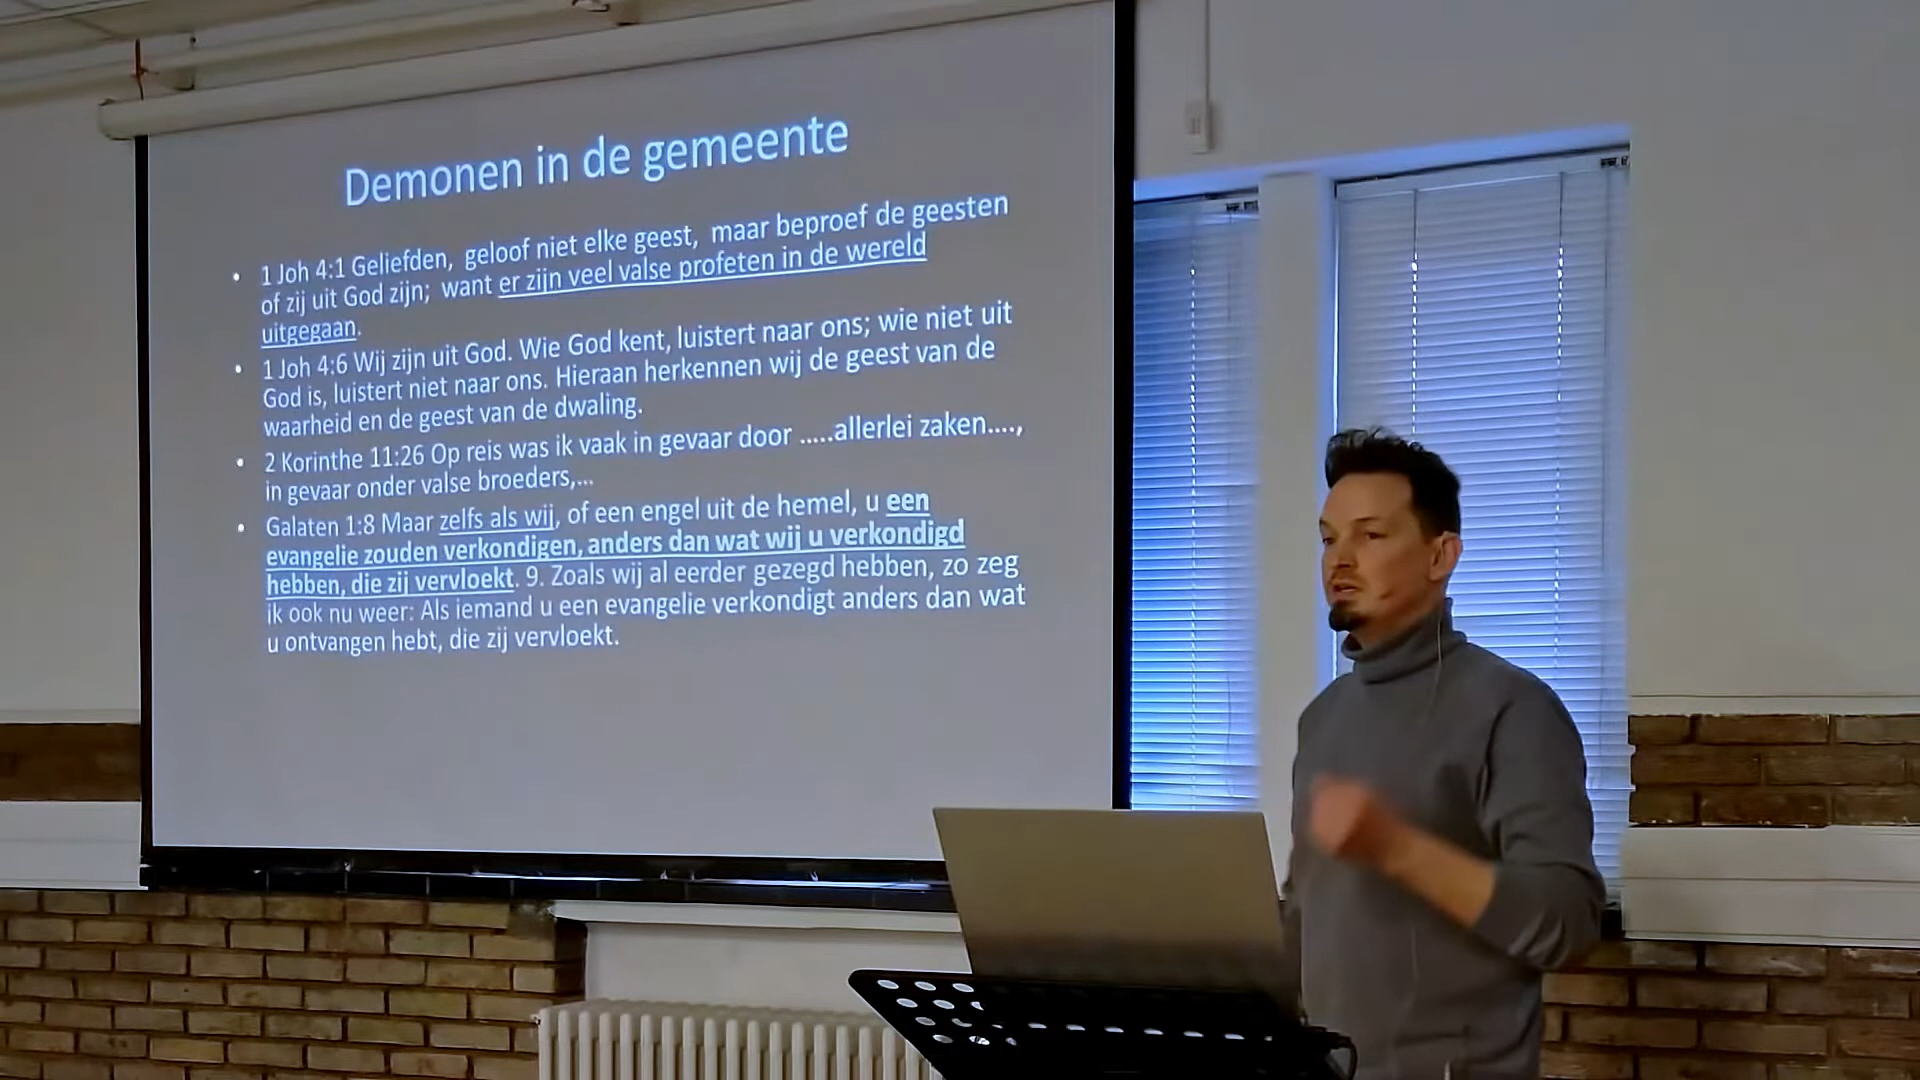 Demonen in de gemeente
• 1 Joh 4:1 Geliefden, geloof niet elke geest, maar beproef de geesten
of zij uit God zijn; want er zijn veel valse profeten in de wereld
uitgegaan.
• 1 Joh 4:6 Wij zijn uit God. Wie God kent, luistert naar ons; wie niet uit
God is, luistert niet naar ons. Hieraan herkennen wij de geest van de
waarheid en de geest van de dwaling.
• 2 Korinthe 11:26 Op reis was ik vaak in gevaar door .....allerlei zaken....,
in gevaar onder valse broeders,...
• Galaten 1:8 Maar zelfs als wij, of een engel uit de hemel, u een
evangelie zouden verkondigen, anders dan wat wij u verkondigd
hebben, die zij vervloekt. 9. Zoals wij al eerder gezegd hebben, zo zeg
ik ook nu weer: Als iemand u een evangelie verkondigt anders dan wat
u ontvangen hebt, die zij vervloekt.